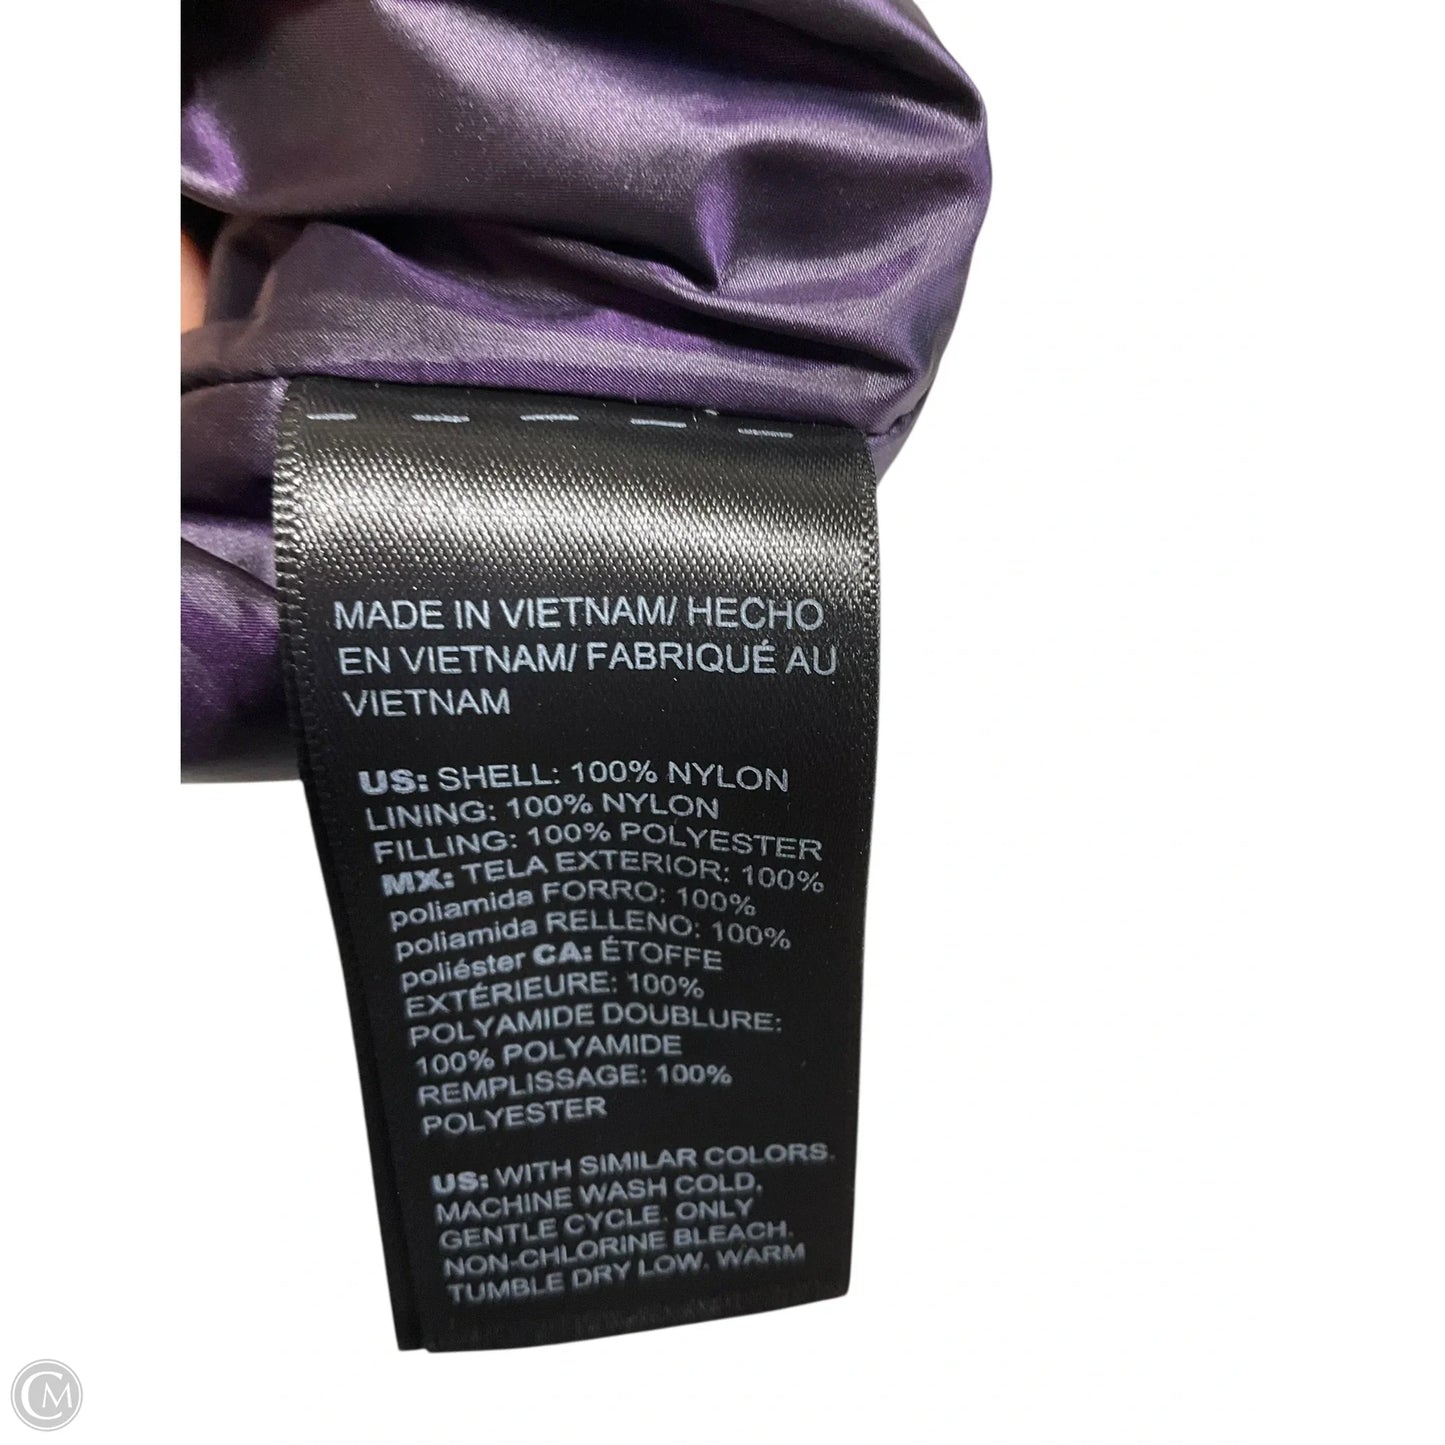 MADE IN VIETNAM/ HECHO
EN VIETNAM/ FABRIQUÉ AU
VIETNAM
US: SHELL: 100% NYLON
LINING: 100% NYLON
FILLING: 100% POLYESTER
MX: TELA EXTERIOR: 100%
poliamida FORRO: 100%
poliamida RELLENO: 100%
poliéster CA: ÉTOFFE
EXTÉRIEURE: 100%
POLYAMIDE DOUBLURE:
100% POLYAMIDE
REMPLISSAGE: 100%
POLYESTER
US: WITH SIMILAR COLORS.
MACHINE WASH COLD.
GENTLE CYCLE. ONLY
NON-CHLORINE BLEACH.
TUMBLE DRY LOW. WARM
CM